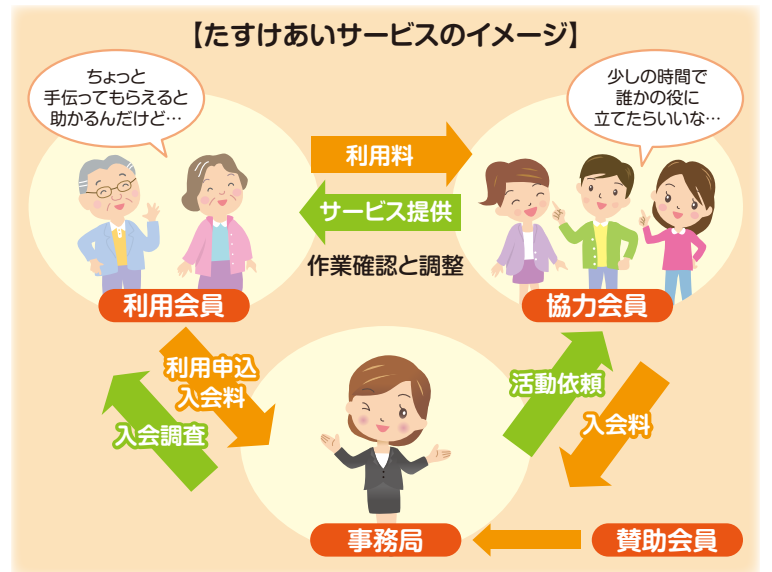 【たすけあいサービスのイメージ】
ちょっと
手伝ってもらえると
助かるんだけど…
少しの時間で
誰かの役に
立てたらいいな…
利用料
サービス提供
作業確認と調整
利用会員
協力会員
利用申込
入会料
入会調査
活動依頼
入会料
事務局
賛助会員